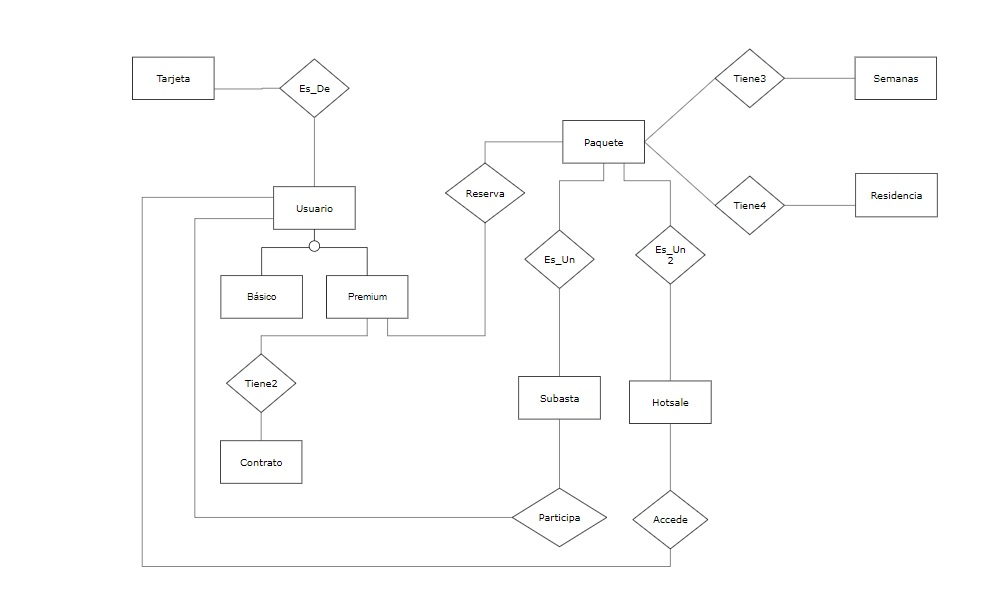 Tarjeta
Es_De
Tiene3
Semanas
Paquete
Reserva
Tiene4
Residencia
Usuario
Es_Un
Es_Un
2
Básico
Premium
Tiene2
Subasta
Hotsale
Contrato
Participa
Accede